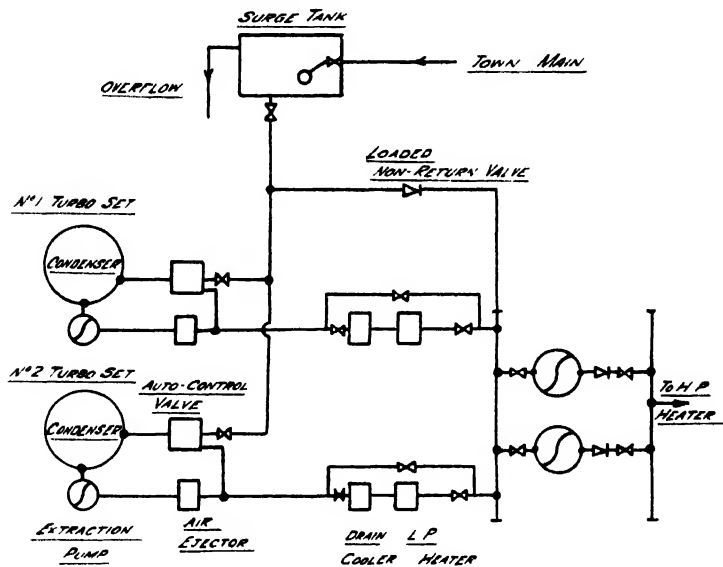 SURGE TANK
OVERFLOW
TOWN MAIN
LOADED
NON-RETURN VALVE
Nº1 TURBO SET
CONDENSER
Nº2 TURBO SET
AUTO-CONTROL
VALVE
CONDENSER
TO H P
HEATER
EXTRACTION
PUMP
AIR
EJECTOR
DRAIN
COOLER
L P
HEATER